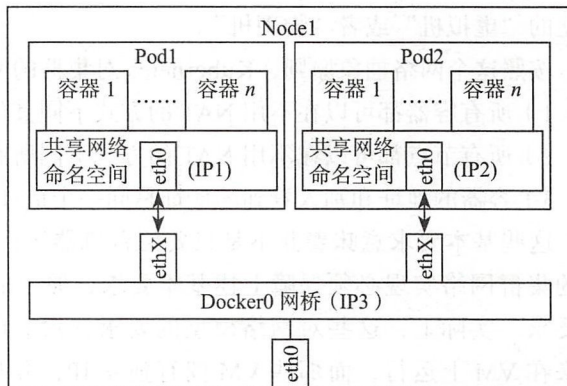 Node1
Pod1
容器 1 …… 容器 n
共享网络
命名空间
eth0
(IP1)
ethX
Pod2
容器 1 …… 容器 n
共享网络
命名空间
eth0
(IP2)
ethX
Docker0 网桥（IP3）
eth0